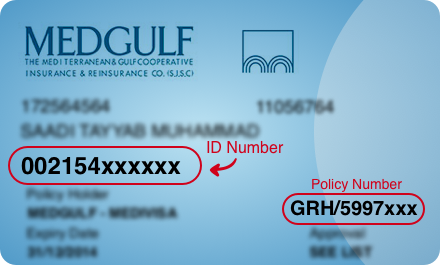 MEDGULF
THE MEDITERRANEAN & GULF COOPERATIVE
INSURANCE & REINSURANCE CO. (S.J.S.C)
172564564 11056764
SAADI TAYYAB MUHAMMAD
002154xxxxxx
ID Number
Policy Number
Policy Holder
GRH/5997xxx
MEDGULF - MEDIVISA
Expiry Date Approval
31/12/2014 SEE LIST